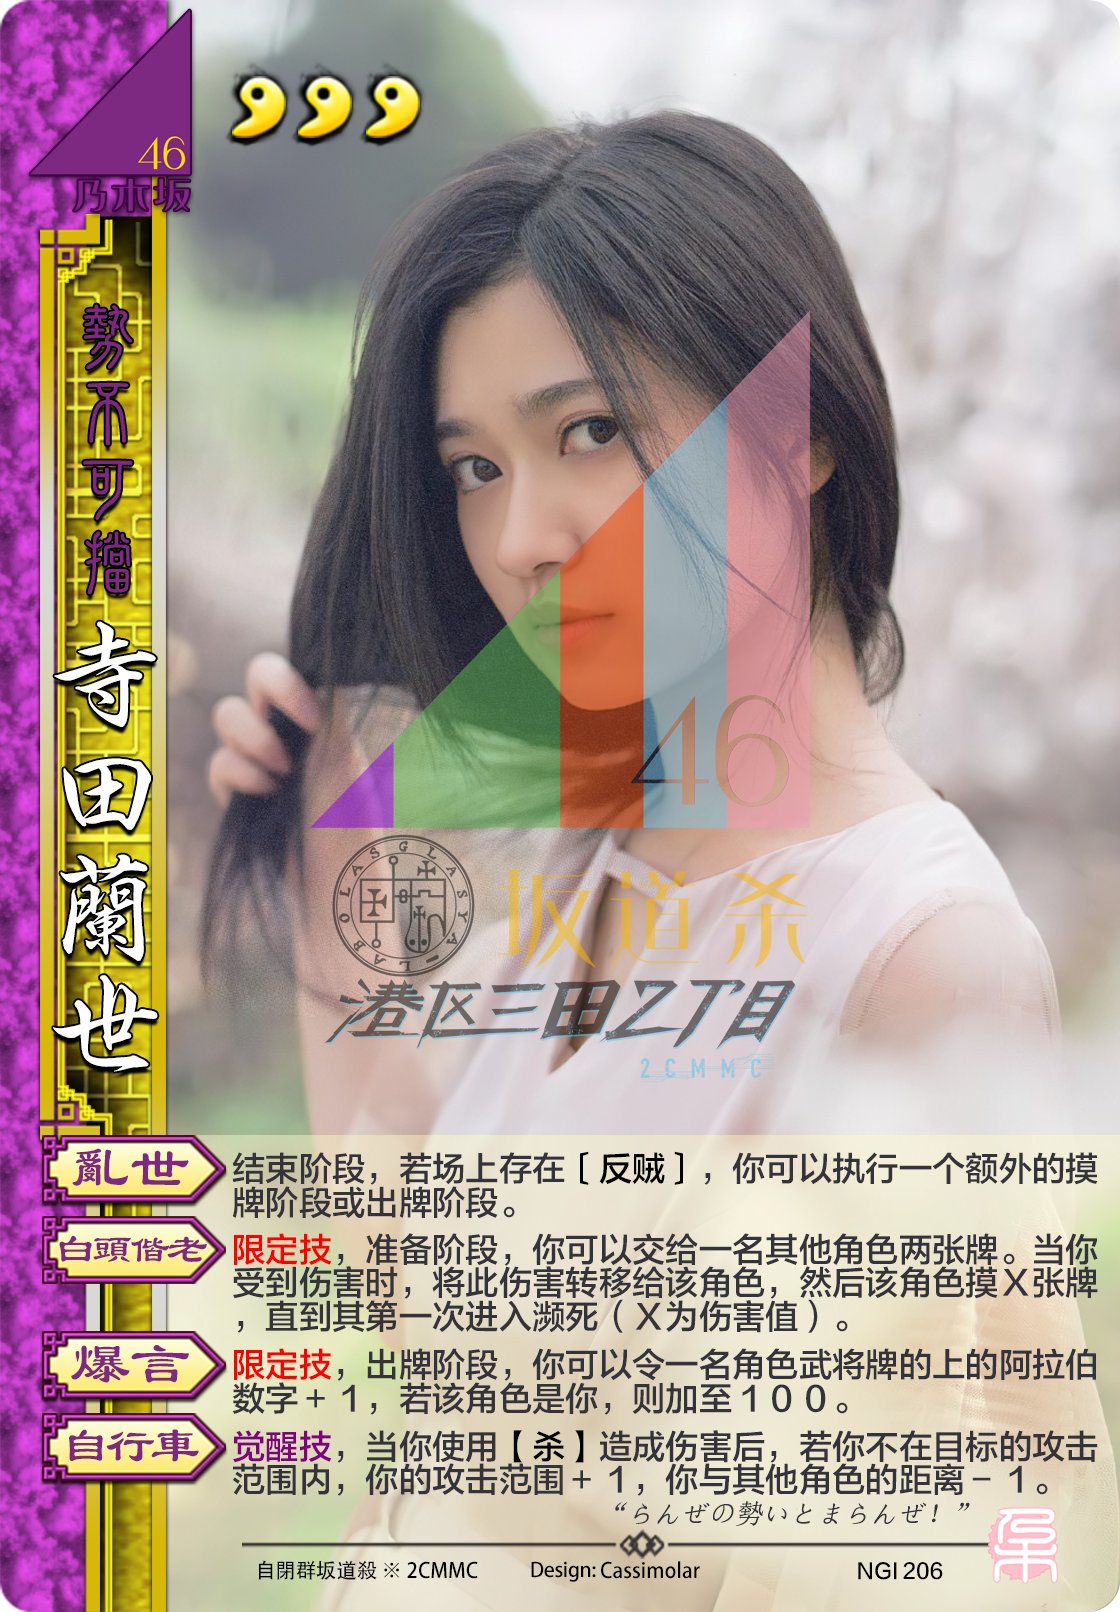 46
乃木坂
勢不可擋
寺田蘭世
46
GLASYA-LABOLAS
坂道杀
港区三田2丁目
2CMMC
亂世
结束阶段，若场上存在［反贼］，你可以执行一个额外的摸
牌阶段或出牌阶段。
白頭偕老
限定技，准备阶段，你可以交给一名其他角色两张牌。当你
受到伤害时，将此伤害转移给该角色，然后该角色摸Ｘ张牌
，直到其第一次进入濒死（Ｘ为伤害值）。
爆言
限定技，出牌阶段，你可以令一名角色武将牌的上的阿拉伯
数字＋１，若该角色是你，则加至１００。
自行車
觉醒技，当你使用【杀】造成伤害后，若你不在目标的攻击
范围内，你的攻击范围＋１，你与其他角色的距离－１。
“らんぜの勢いとまらんぜ！”
自閉群坂道殺 ※ 2CMMC Design: Cassimolar NGI 206